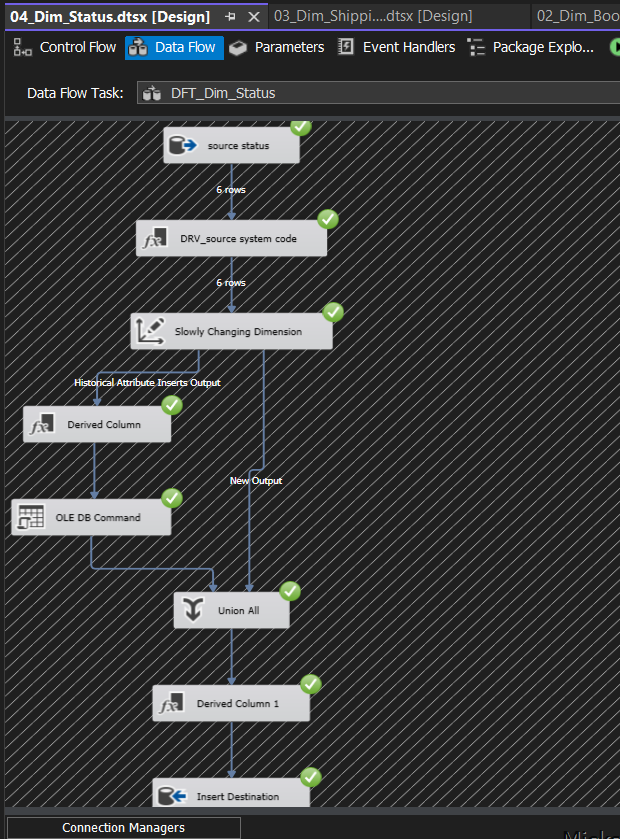 04_Dim_Status.dtsx [Design]
03_Dim_Shippi....dtsx [Design]
02_Dim_Boo
Control Flow
Data Flow
Parameters
Event Handlers
Package Explo...
Data Flow Task:
DFT_Dim_Status
source status
6 rows
DRV_source system code
6 rows
Slowly Changing Dimension
Historical Attribute Inserts Output
Derived Column
New Output
OLE DB Command
Union All
Derived Column 1
Insert Destination
Connection Managers